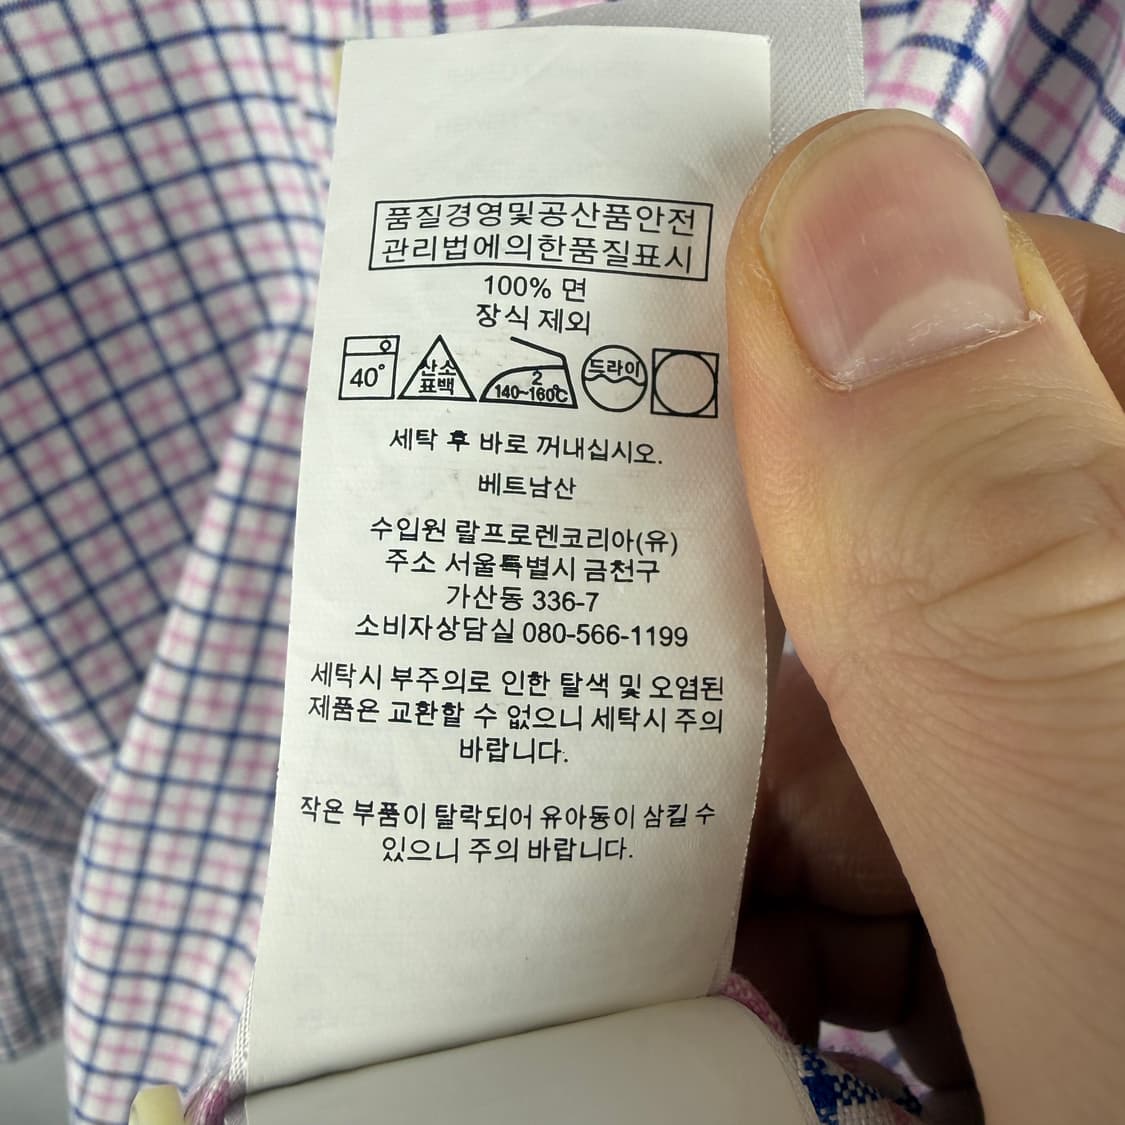 품질경영및공산품안전
관리법에의한품질표시
100% 면
장식 제외
40°
산소
표백
2
140~160℃
드라이
세탁 후 바로 꺼내십시오.
베트남산
수입원 랄프로렌코리아(유)
주소 서울특별시 금천구
가산동 336-7
소비자상담실 080-566-1199
세탁시 부주의로 인한 탈색 및 오염된
제품은 교환할 수 없으니 세탁시 주의
바랍니다.
작은 부품이 탈락되어 유아동이 삼킬 수
있으니 주의 바랍니다.